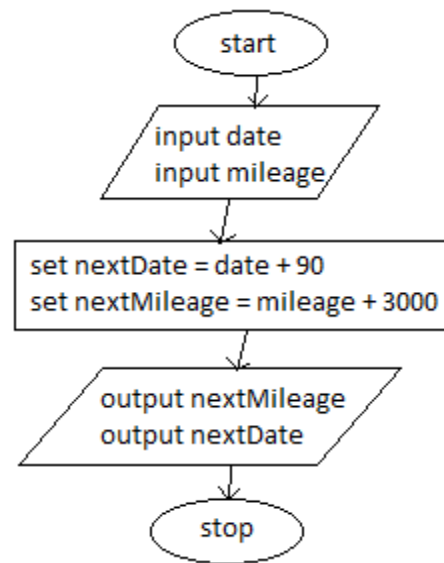 start
input date
input mileage
set nextDate = date + 90
set nextMileage = mileage + 3000
output nextMileage
output nextDate
stop